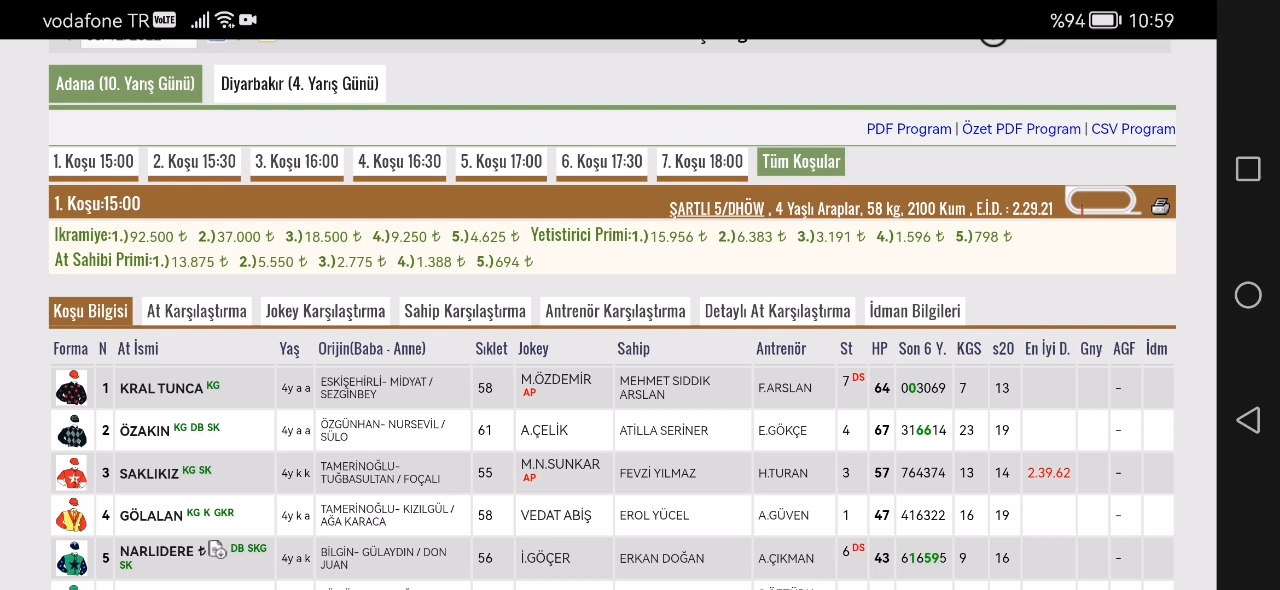 vodafone TR VoLTE %94 10:59
Adana (10. Yarış Günü) Diyarbakır (4. Yarış Günü)
PDF Program | Özet PDF Program | CSV Program
1. Koşu 15:00 2. Koşu 15:30 3. Koşu 16:00 4. Koşu 16:30 5. Koşu 17:00 6. Koşu 17:30 7. Koşu 18:00 Tüm Koşular
1. Koşu:15:00 ŞARTLI 5/DHÖW , 4 Yaşlı Araplar, 58 kg, 2100 Kum , E.İ.D. : 2.29.21
Ikramiye:1.)92.500 ₺ 2.)37.000 ₺ 3.)18.500 ₺ 4.)9.250 ₺ 5.)4.625 ₺ Yetistirici Primi:1.)15.956 ₺ 2.)6.383 ₺ 3.)3.191 ₺ 4.)1.596 ₺ 5.)798 ₺
At Sahibi Primi:1.)13.875 ₺ 2.)5.550 ₺ 3.)2.775 ₺ 4.)1.388 ₺ 5.)694 ₺
Koşu Bilgisi At Karşılaştırma Jokey Karşılaştırma Sahip Karşılaştırma Antrenör Karşılaştırma Detaylı At Karşılaştırma İdman Bilgileri
Forma N At İsmi Yaş Orijin(Baba - Anne) Sıklet Jokey Sahip Antrenör St HP Son 6 Y. KGS s20 En İyi D. Gny AGF İdm
1 KRAL TUNCA KG 4y a a ESKİŞEHİRLİ- MİDYAT / SEZGİNBEY 58 M.ÖZDEMİR AP MEHMET SIDDIK ARSLAN F.ARSLAN 7 DS 64 003069 7 13 -
2 ÖZAKIN KG DB SK 4y a a ÖZGÜNHAN- NURSEVİL / SÜLO 61 A.ÇELİK ATİLLA SERİNER E.GÖKÇE 4 67 316614 23 19 -
3 SAKLIKIZ KG SK 4y k k TAMERİNOĞLU- TUĞBASULTAN / FOÇALI 55 M.N.SUNKAR AP FEVZİ YILMAZ H.TURAN 3 57 764374 13 14 2.39.62 -
4 GÖLALAN KG K GKR 4y k a TAMERİNOĞLU- KIZILGÜL / AĞA KARACA 58 VEDAT ABİŞ EROL YÜCEL A.GÜVEN 1 47 416322 16 19 -
5 NARLIDERE ₺ DB SKG SK 4y a k BİLGİN- GÜLAYDIN / DON JUAN 56 İ.GÖÇER ERKAN DOĞAN A.ÇIKMAN 6 DS 43 616595 9 16 -